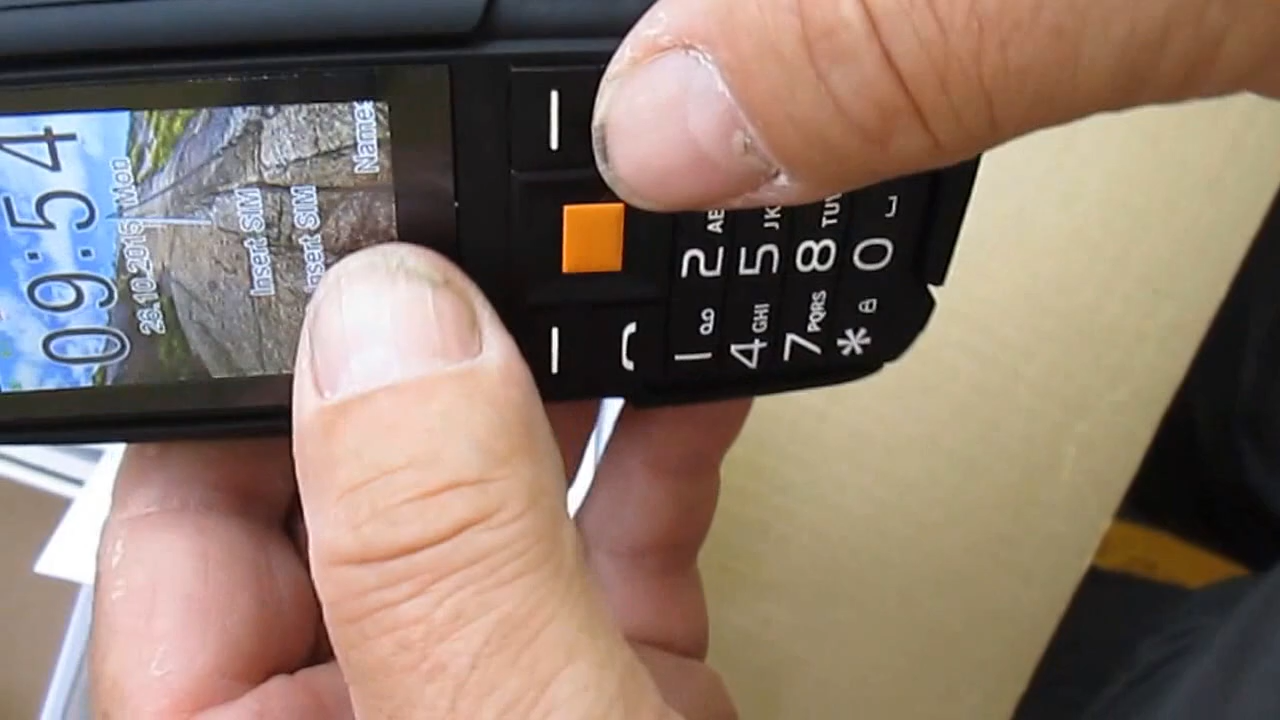 09:54
26.10.2015 Mon
Insert SIM
Insert SIM
Names
2
5
8
0
1
4 GHI
7 PQRS
*